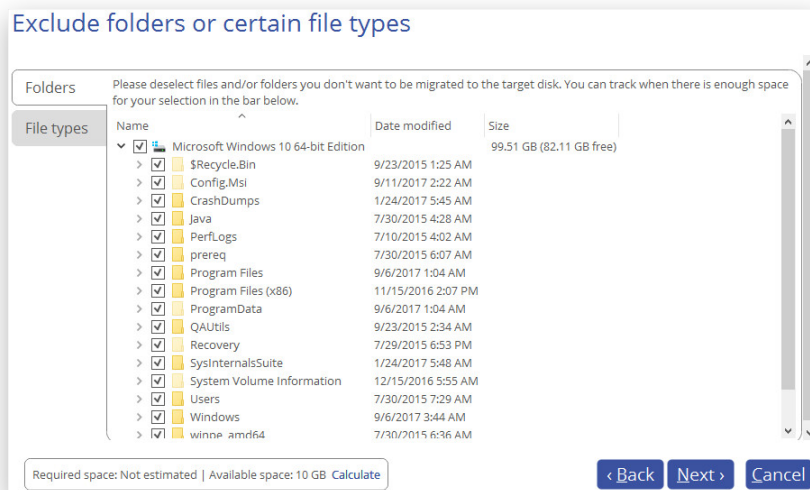 Exclude folders or certain file types
Folders
File types
Please deselect files and/or folders you don't want to be migrated to the target disk. You can track when there is enough space
for your selection in the bar below.
Name Date modified Size
Microsoft Windows 10 64-bit Edition 99.51 GB (82.11 GB free)
$Recycle.Bin 9/23/2015 1:25 AM
Config.Msi 9/11/2017 2:22 AM
CrashDumps 1/24/2017 5:45 AM
Java 7/30/2015 4:28 AM
PerfLogs 7/10/2015 4:02 AM
prereq 7/30/2015 6:07 AM
Program Files 9/6/2017 1:04 AM
Program Files (x86) 11/15/2016 2:07 PM
ProgramData 9/6/2017 1:04 AM
QAUtils 9/23/2015 2:34 AM
Recovery 7/29/2015 6:53 PM
SysInternalsSuite 1/24/2017 5:48 AM
System Volume Information 12/15/2016 5:55 AM
Users 7/30/2015 7:29 AM
Windows 9/6/2017 3:44 AM
winpe_amd64 7/30/2015 6:36 AM
Required space: Not estimated | Available space: 10 GB Calculate
‹ Back Next › Cancel